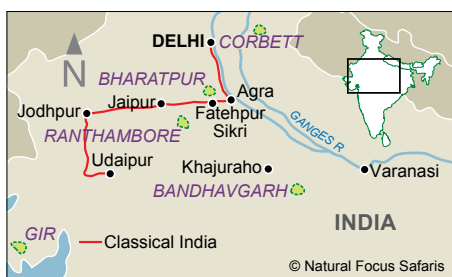 DELHI
CORBETT
N
BHARATPUR
Agra
Jaipur
Jodhpur
Fatehpur
Sikri
RANTHAMBORE
GANGES R
Udaipur
Khajuraho
Varanasi
BANDHAVGARH
INDIA
GIR
Classical India
© Natural Focus Safaris